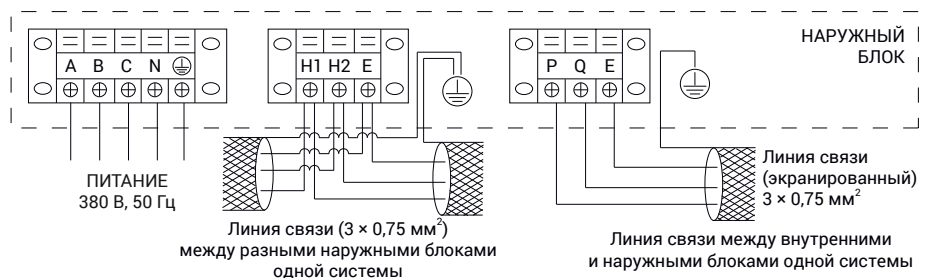 НАРУЖНЫЙ
БЛОК
A B C N
H1 H2 E
P Q E
ПИТАНИЕ
380 В, 50 Гц
Линия связи (3 × 0,75 мм²)
между разными наружными блоками
одной системы
Линия связи
(экранированный)
3 × 0,75 мм²
Линия связи между внутренними
и наружными блоками одной системы